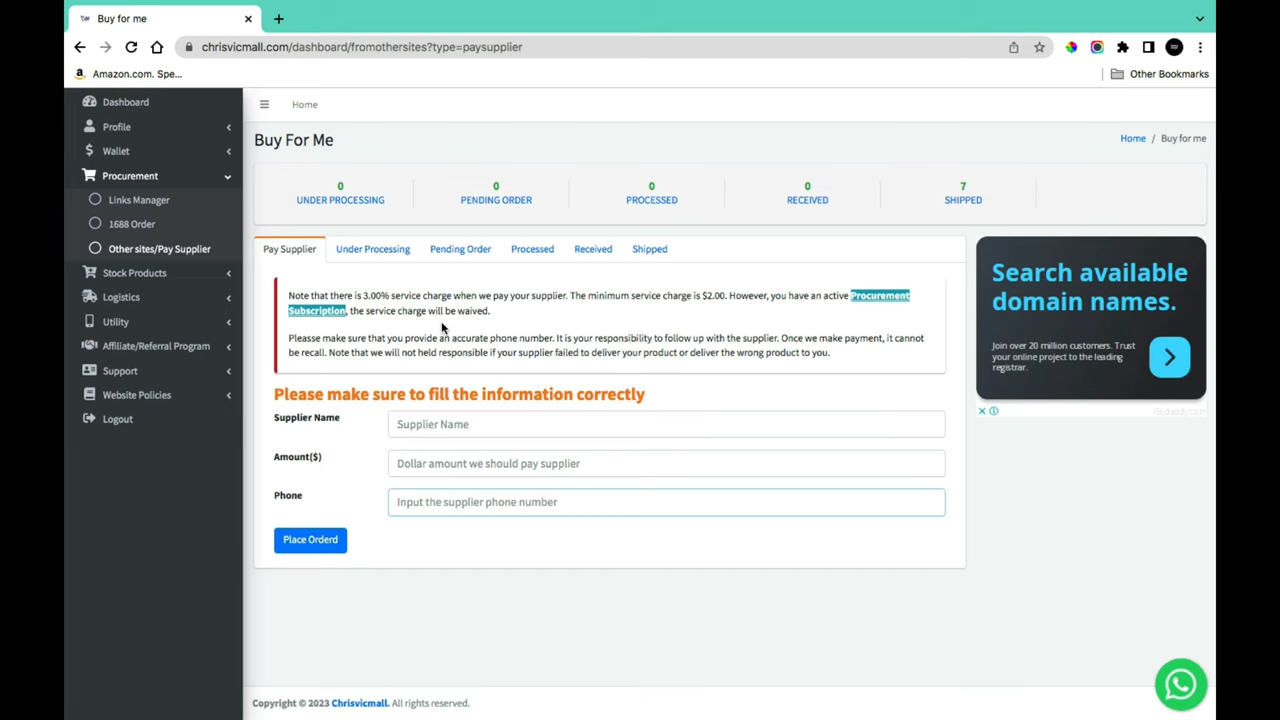 Buy for me
chrisvicmall.com/dashboard/fromothersites?type=paysupplier
Amazon.com. Spe...
Other Bookmarks
Dashboard
Profile
Wallet
Procurement
Links Manager
1688 Order
Other sites/Pay Supplier
Stock Products
Logistics
Utility
Affiliate/Referral Program
Support
Website Policies
Logout
Home
Buy For Me
Home / Buy for me
0 0 0 0 7
UNDER PROCESSING PENDING ORDER PROCESSED RECEIVED SHIPPED
Pay Supplier Under Processing Pending Order Processed Received Shipped
Note that there is 3.00% service charge when we pay your supplier. The minimum service charge is $2.00. However, you have an active Procurement
Subscription, the service charge will be waived.
Please make sure that you provide an accurate phone number. It is your responsibility to follow up with the supplier. Once we make payment, it cannot
be recall. Note that we will not held responsible if your supplier failed to deliver your product or deliver the wrong product to you.
Please make sure to fill the information correctly
Supplier Name
Supplier Name
Amount($)
Dollar amount we should pay supplier
Phone
Input the supplier phone number
Place Orderd
Search available
domain names.
Join over 20 million customers. Trust
your online project to the leading
registrar.
Copyright © 2023 Chrisvicmall. All rights reserved.